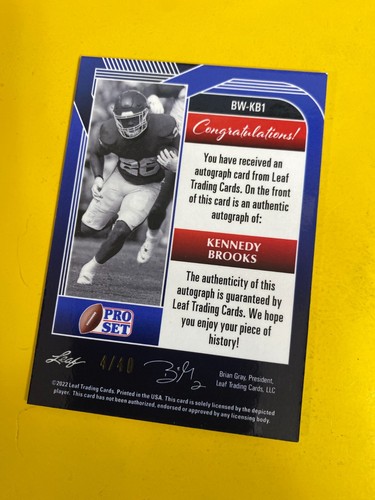 BW-KB1
Congratulations!
You have received an
autograph card from Leaf
Trading Cards. On the front
of this card is an authentic
autograph of:
KENNEDY
BROOKS
The authenticity of this
autograph is guaranteed by
Leaf Trading Cards. We hope
you enjoy your piece of
history!
26
PRO
SET
Leaf
4/40
Brian Gray, President,
Leaf Trading Cards, LLC
©2022 Leaf Trading Cards. Printed in the USA. This card is solely licensed by the depicted
player. This card has not been authorized, endorsed or approved by any licensing body.